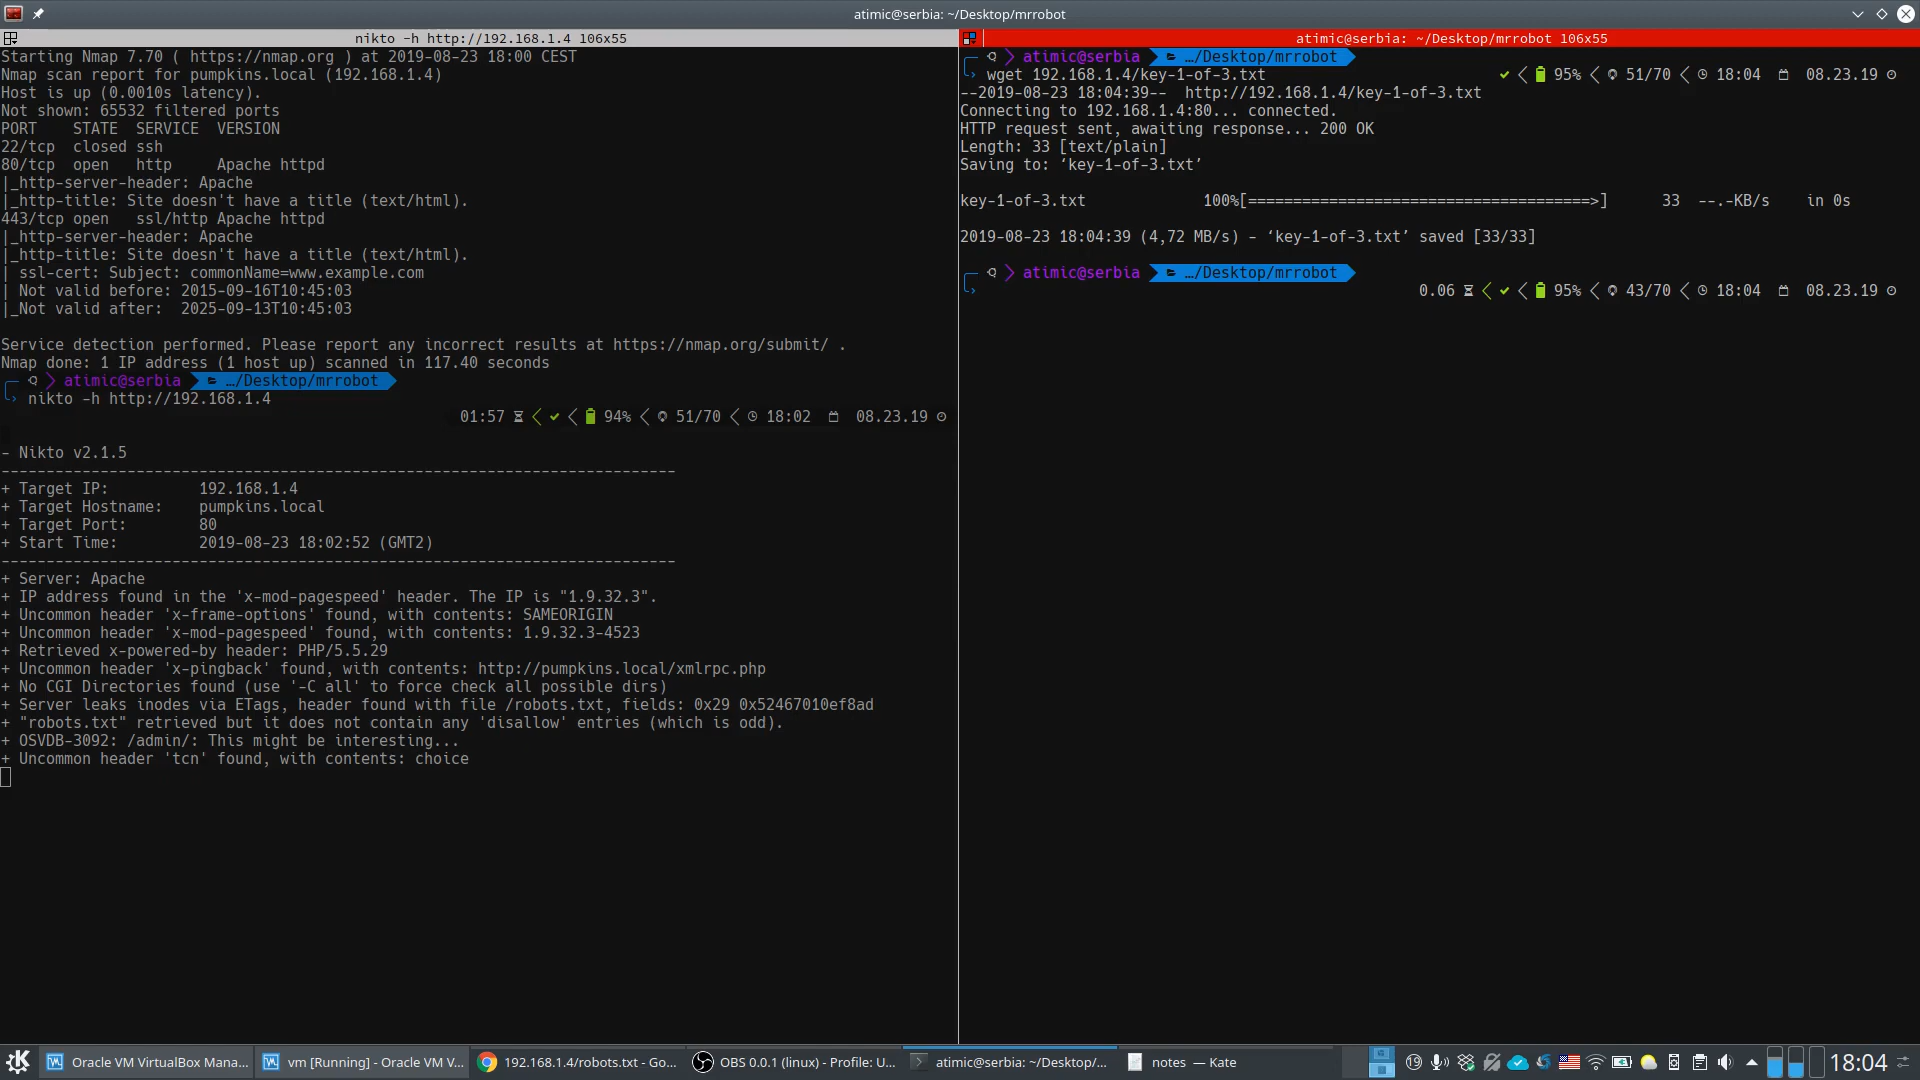 atimic@serbia: ~/Desktop/mrrobot
nikto -h http://192.168.1.4 106x55
Starting Nmap 7.70 ( https://nmap.org ) at 2019-08-23 18:00 CEST
Nmap scan report for pumpkins.local (192.168.1.4)
Host is up (0.0010s latency).
Not shown: 65532 filtered ports
PORT    STATE  SERVICE  VERSION
22/tcp  closed ssh
80/tcp  open   http     Apache httpd
|_http-server-header: Apache
|_http-title: Site doesn't have a title (text/html).
443/tcp open   ssl/http Apache httpd
|_http-server-header: Apache
|_http-title: Site doesn't have a title (text/html).
| ssl-cert: Subject: commonName=www.example.com
| Not valid before: 2015-09-16T10:45:03
|_Not valid after:  2025-09-13T10:45:03
Service detection performed. Please report any incorrect results at https://nmap.org/submit/ .
Nmap done: 1 IP address (1 host up) scanned in 117.40 seconds
atimic@serbia …/Desktop/mrrobot
nikto -h http://192.168.1.4
01:57 94% 51/70 18:02 08.23.19
- Nikto v2.1.5
---------------------------------------------------------------------------
+ Target IP:          192.168.1.4
+ Target Hostname:    pumpkins.local
+ Target Port:        80
+ Start Time:         2019-08-23 18:02:52 (GMT2)
---------------------------------------------------------------------------
+ Server: Apache
+ IP address found in the 'x-mod-pagespeed' header. The IP is "1.9.32.3".
+ Uncommon header 'x-frame-options' found, with contents: SAMEORIGIN
+ Uncommon header 'x-mod-pagespeed' found, with contents: 1.9.32.3-4523
+ Retrieved x-powered-by header: PHP/5.5.29
+ Uncommon header 'x-pingback' found, with contents: http://pumpkins.local/xmlrpc.php
+ No CGI Directories found (use '-C all' to force check all possible dirs)
+ Server leaks inodes via ETags, header found with file /robots.txt, fields: 0x29 0x52467010ef8ad
+ "robots.txt" retrieved but it does not contain any 'disallow' entries (which is odd).
+ OSVDB-3092: /admin/: This might be interesting...
+ Uncommon header 'tcn' found, with contents: choice
atimic@serbia: ~/Desktop/mrrobot 106x55
atimic@serbia …/Desktop/mrrobot
wget 192.168.1.4/key-1-of-3.txt 95% 51/70 18:04 08.23.19
--2019-08-23 18:04:39--  http://192.168.1.4/key-1-of-3.txt
Connecting to 192.168.1.4:80... connected.
HTTP request sent, awaiting response... 200 OK
Length: 33 [text/plain]
Saving to: ‘key-1-of-3.txt’
key-1-of-3.txt 100%[======================================>] 33 --.-KB/s in 0s
2019-08-23 18:04:39 (4,72 MB/s) - ‘key-1-of-3.txt’ saved [33/33]
atimic@serbia …/Desktop/mrrobot
0.06 95% 43/70 18:04 08.23.19
Oracle VM VirtualBox Mana...
vm [Running] - Oracle VM V...
192.168.1.4/robots.txt - Go...
OBS 0.0.1 (linux) - Profile: U...
atimic@serbia: ~/Desktop/...
notes — Kate
19
18:04